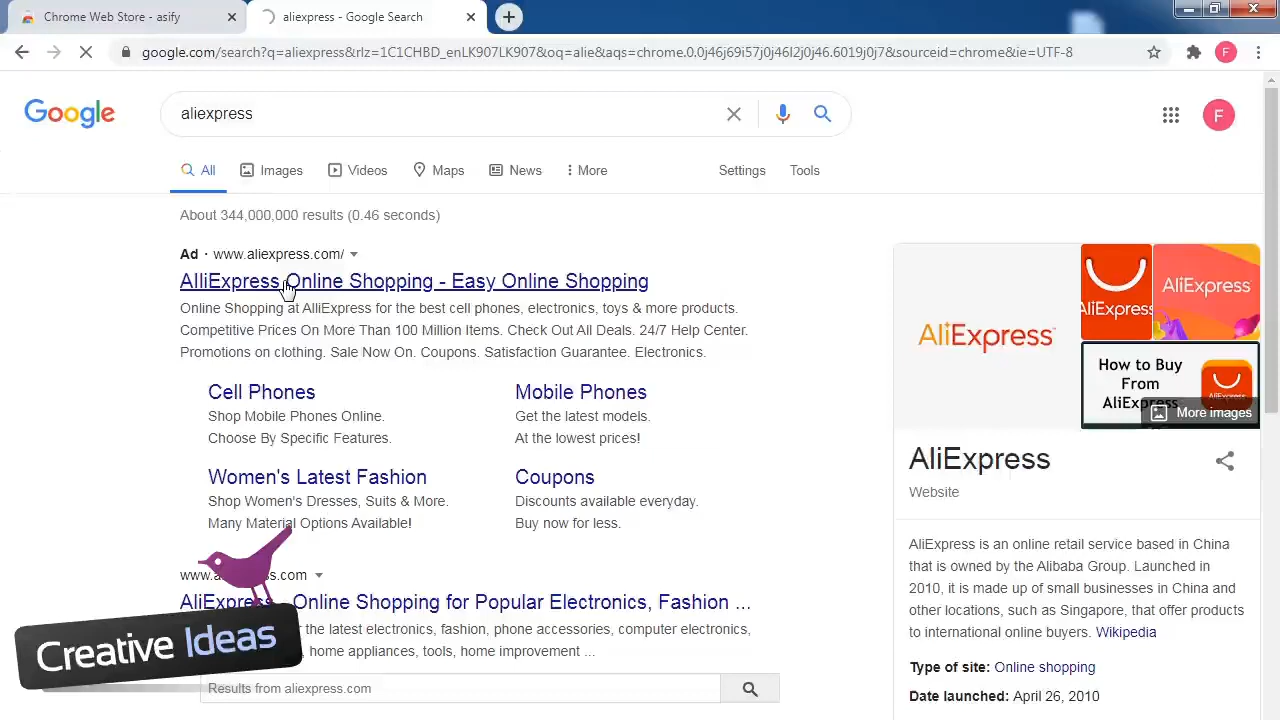 Chrome Web Store - asify
aliexpress - Google Search
google.com/search?q=aliexpress&rlz=1C1CHBD_enLK907LK907&oq=alie&aqs=chrome.0.0j46j69i57j0j46l2j0j46.6019j0j7&sourceid=chrome&ie=UTF-8
F
Google
aliexpress
F
All
Images
Videos
Maps
News
More
Settings
Tools
About 344,000,000 results (0.46 seconds)
Ad · www.aliexpress.com/
AlliExpress Online Shopping - Easy Online Shopping
Online Shopping at AlliExpress for the best cell phones, electronics, toys & more products.
Competitive Prices On More Than 100 Million Items. Check Out All Deals. 24/7 Help Center.
Promotions on clothing. Sale Now On. Coupons. Satisfaction Guarantee. Electronics.
Cell Phones
Shop Mobile Phones Online.
Choose By Specific Features.
Mobile Phones
Get the latest models.
At the lowest prices!
Women's Latest Fashion
Shop Women's Dresses, Suits & More.
Many Material Options Available!
Coupons
Discounts available everyday.
Buy now for less.
AliExpress - Online Shopping for Popular Electronics, Fashion ...
the latest electronics, fashion, phone accessories, computer electronics,
home appliances, tools, home improvement ...
Results from aliexpress.com
Creative Ideas
AliExpress
AliExpress
AliExpress
How to Buy
From
AliExpress
AliExpress
More images
AliExpress
Website
AliExpress is an online retail service based in China
that is owned by the Alibaba Group. Launched in
2010, it is made up of small businesses in China and
other locations, such as Singapore, that offer products
to international online buyers. Wikipedia
Type of site: Online shopping
Date launched: April 26, 2010